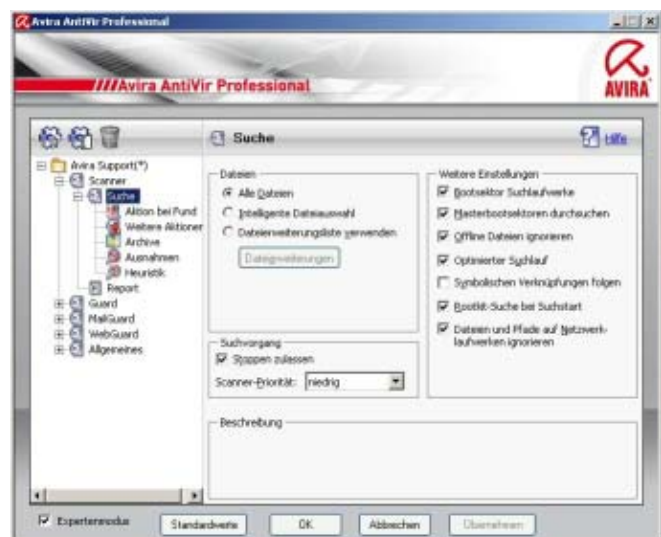 Avira AntiVir Professional
Avira AntiVir Professional
AVIRA
Suche
Hilfe
Avira Support(*)
Scanner
Suche
Aktion bei Fund
Weitere Aktionen
Archive
Ausnahmen
Heuristik
Report
Guard
MailGuard
WebGuard
Allgemeines
Dateien
Alle Dateien
Intelligente Dateiauswahl
Dateierweiterungsliste verwenden
Dateierweiterungen
Suchvorgang
Stoppen zulassen
Scanner-Priorität: niedrig
Weitere Einstellungen
Bootsektor Suchlaufwerke
Masterbootsektoren durchsuchen
Offline Dateien ignorieren
Optimierter Suchlauf
Symbolischen Verknüpfungen folgen
Rootkit-Suche bei Suchstart
Dateien und Pfade auf Netzwerk-
laufwerken ignorieren
Beschreibung
Expertenmodus
Standardwerte
OK
Abbrechen
Übernehmen